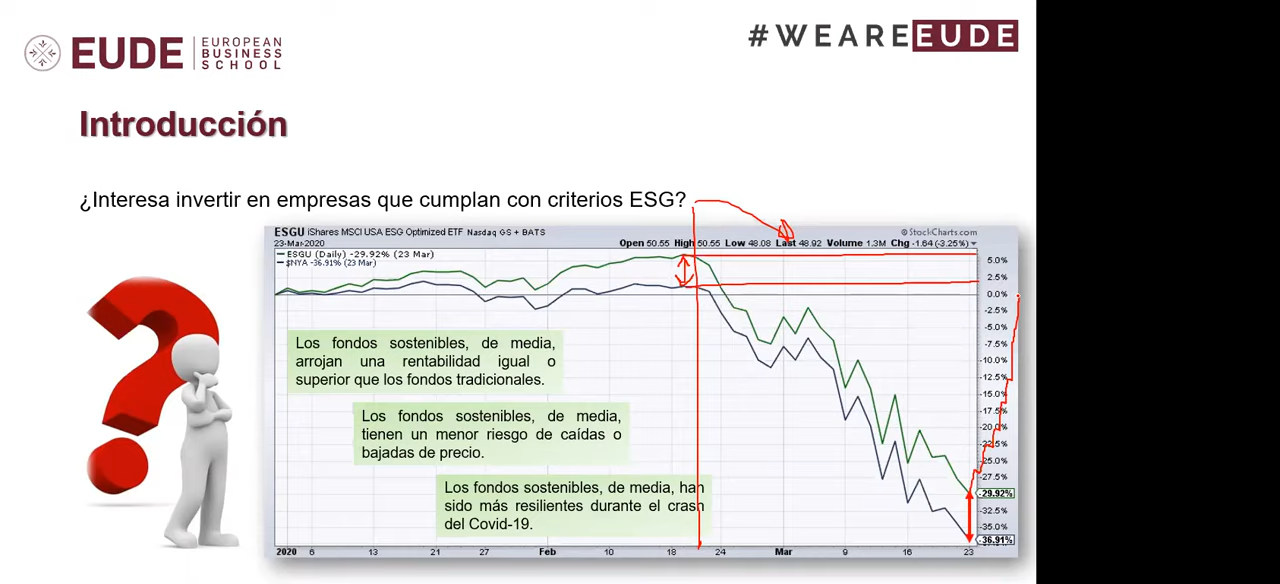 EUDE EUROPEAN
BUSINESS
SCHOOL
#WEAREEUDE
Introducción
¿Interesa invertir en empresas que cumplan con criterios ESG?
ESGU iShares MSCI USA ESG Optimized ETF Nasdaq GS + BATS
© StockCharts.com
23-Mar-2020
Open 50.55 High 50.55 Low 48.08 Last 48.92 Volume 1.3M Chg -1.64 (-3.25%)
ESGU (Daily) -29.92% (23 Mar)
$NYA -36.91% (23 Mar)
5.0%
2.5%
0.0%
-2.5%
-5.0%
-7.5%
-10.0%
-12.5%
-15.0%
-17.5%
-20.0%
-22.5%
-25.0%
-27.5%
-29.92%
-32.5%
-35.0%
-36.91%
Los fondos sostenibles, de media,
arrojan una rentabilidad igual o
superior que los fondos tradicionales.
Los fondos sostenibles, de media,
tienen un menor riesgo de caídas o
bajadas de precio.
Los fondos sostenibles, de media, han
sido más resilientes durante el crash
del Covid-19.
2020 6 13 21 27 Feb 10 18 24 Mar 9 16 23